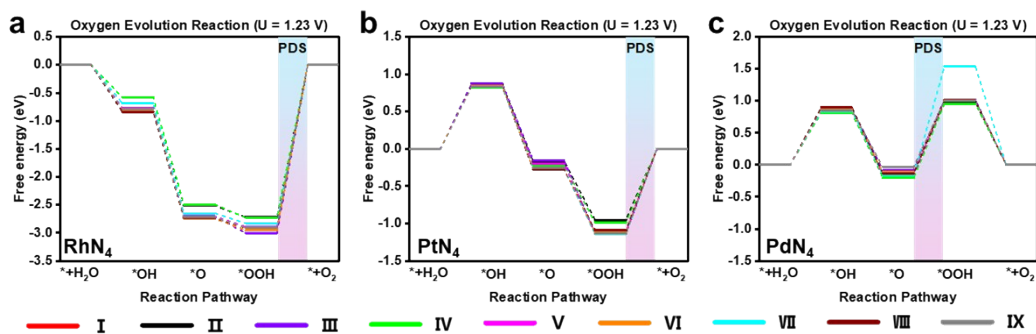 a Oxygen Evolution Reaction (U = 1.23 V)
0.5
0.0
-0.5
-1.0
-1.5
-2.0
-2.5
-3.0
-3.5
Free energy (eV)
PDS
RhN4
*+H2O *OH *O *OOH *+O2
Reaction Pathway
b Oxygen Evolution Reaction (U = 1.23 V)
1.5
1.0
0.5
0.0
-0.5
-1.0
-1.5
Free energy (eV)
PDS
PtN4
*+H2O *OH *O *OOH *+O2
Reaction Pathway
c Oxygen Evolution Reaction (U = 1.23 V)
2.0
1.5
1.0
0.5
0.0
-0.5
-1.0
-1.5
Free energy (eV)
PDS
PdN4
*+H2O *OH *O *OOH *+O2
Reaction Pathway
I II III IV V VI VII VIII IX